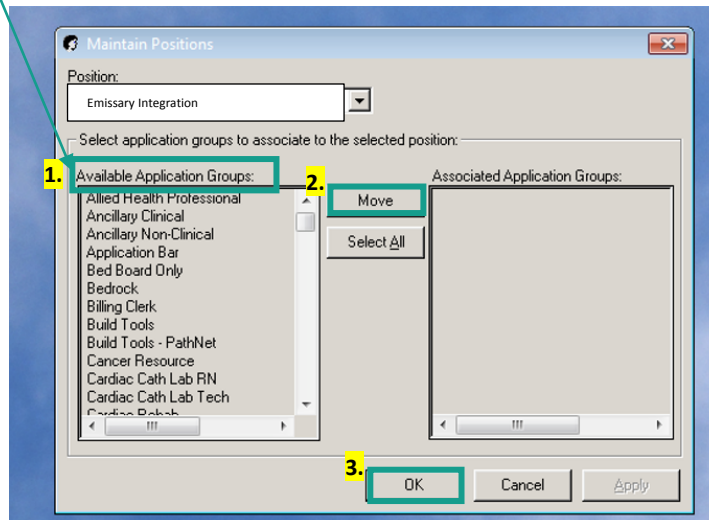 Maintain Positions
Position:
Emissary Integration
Select application groups to associate to the selected position:
1.
Available Application Groups:
2.
Associated Application Groups:
Allied Health Professional
Ancillary Clinical
Ancillary Non-Clinical
Application Bar
Bed Board Only
Bedrock
Billing Clerk
Build Tools
Build Tools - PathNet
Cancer Resource
Cardiac Cath Lab RN
Cardiac Cath Lab Tech
Cardiac Rehab
Move
Select All
3.
OK
Cancel
Apply